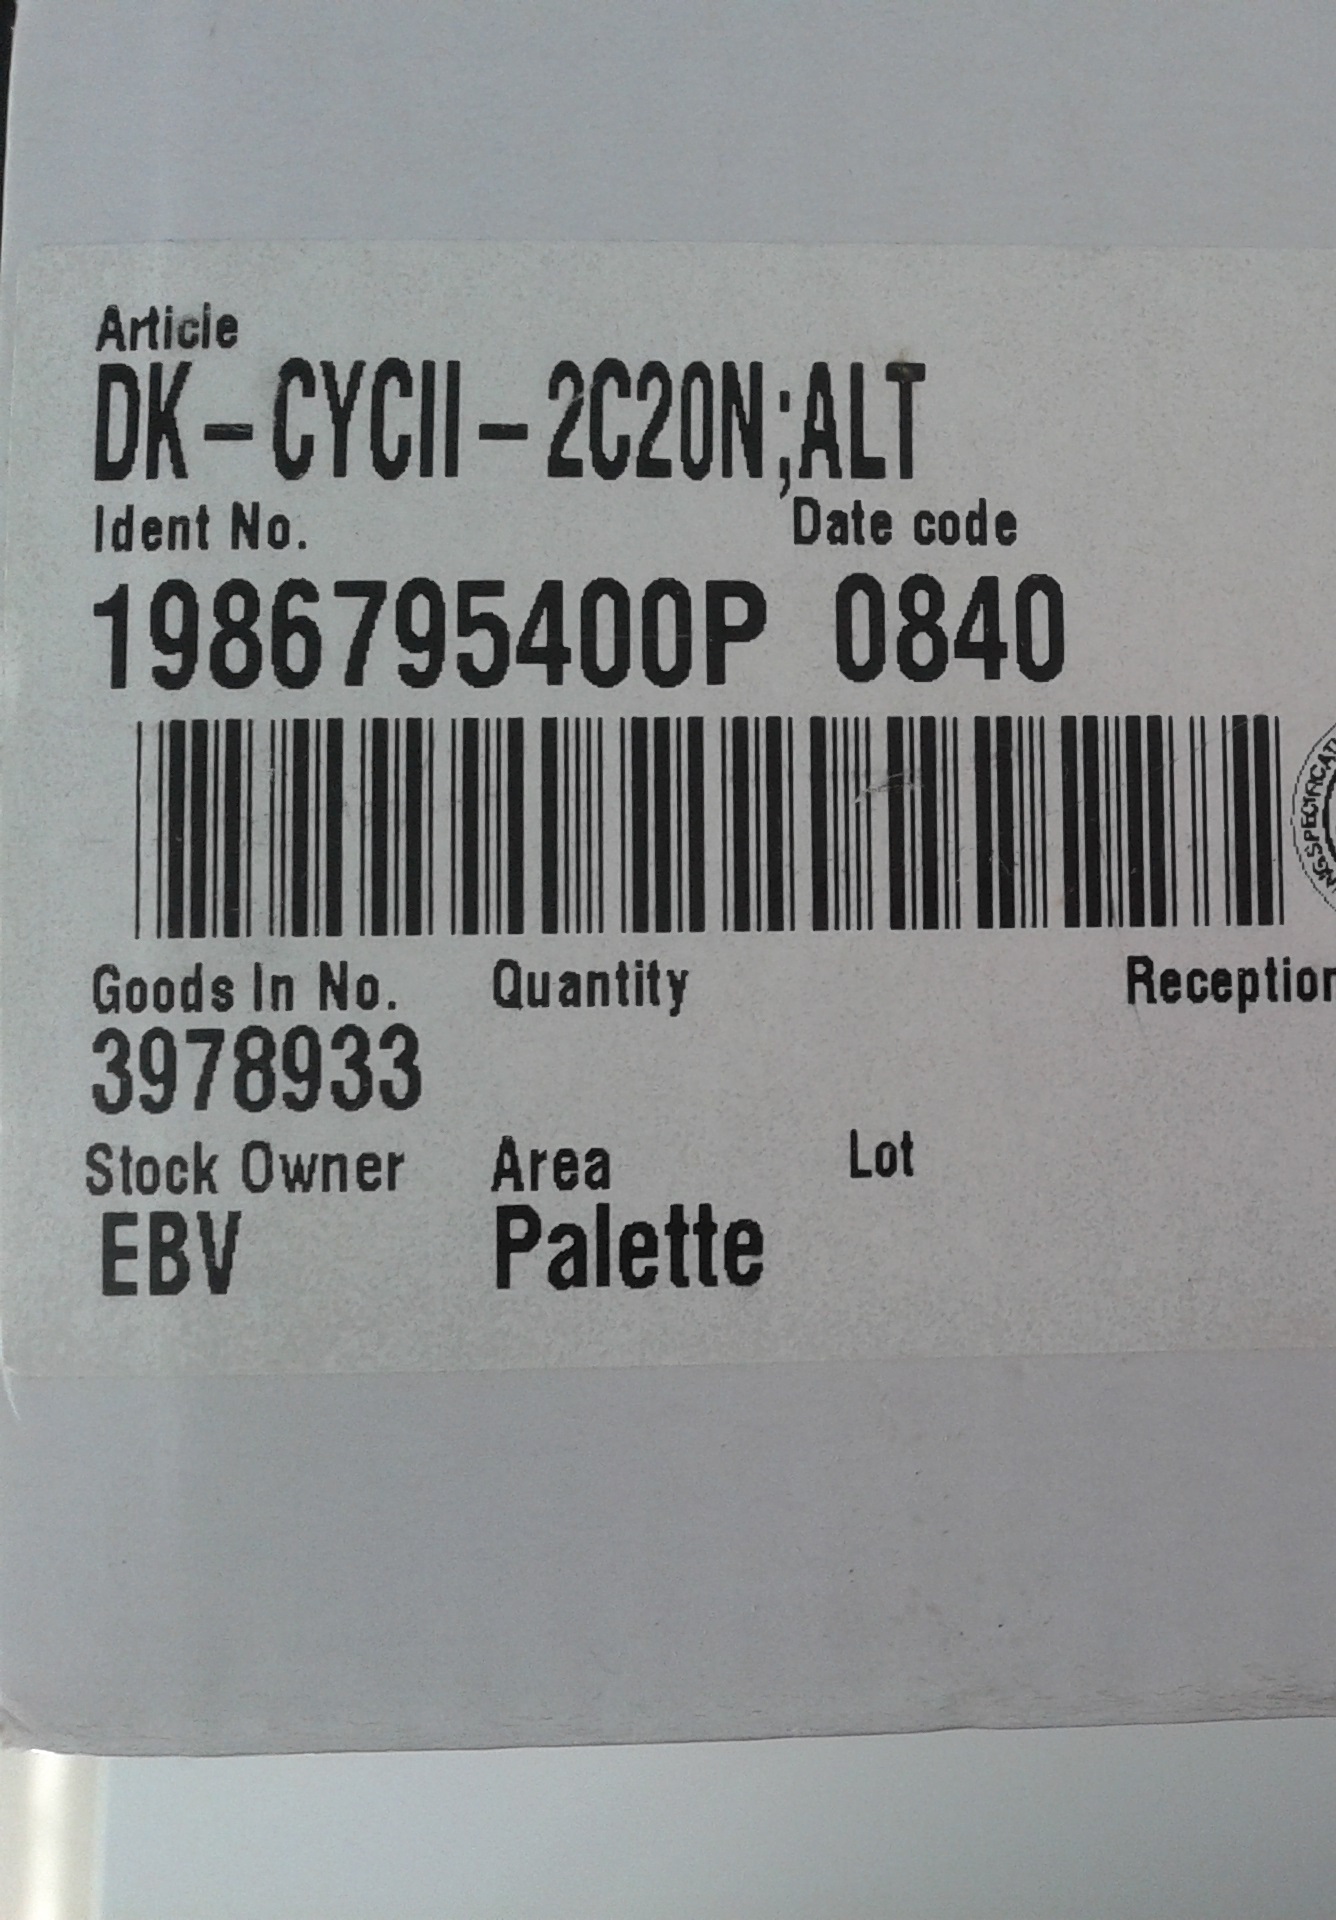 Article
DK-CYCII-2C20N;ALT
Ident No. Date code
1986795400P 0840
Goods In No. Quantity Reception
3978933
Stock Owner Area Lot
EBV Palette